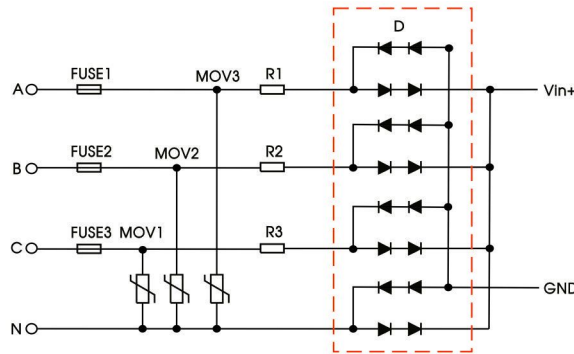 D
FUSE1
MOV3
R1
A
Vin+
FUSE2
MOV2
R2
B
FUSE3
MOV1
R3
C
GND
N